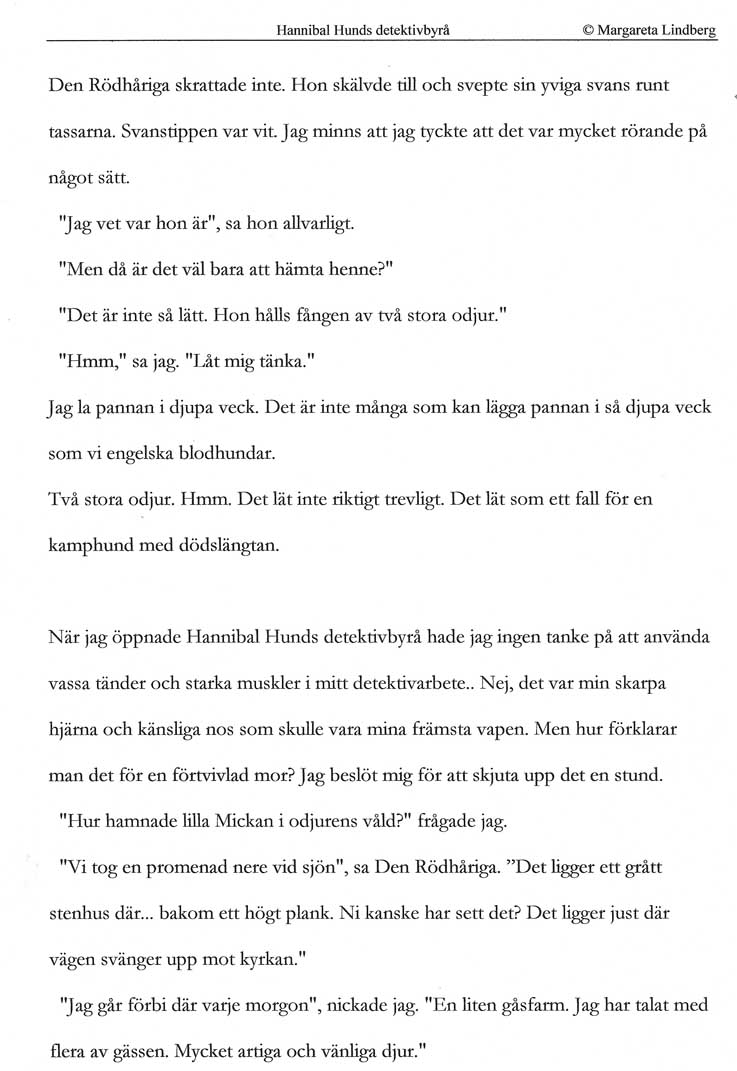 Hannibal Hunds detektivbyrå © Margareta Lindberg
Den Rödhåriga skrattade inte. Hon skälvde till och svepte sin yviga svans runt
tassarna. Svanstippen var vit. Jag minns att jag tyckte att det var mycket rörande på
något sätt.
"Jag vet var hon är", sa hon allvarligt.
"Men då är det väl bara att hämta henne?"
"Det är inte så lätt. Hon hålls fången av två stora odjur."
"Hmm," sa jag. "Låt mig tänka."
Jag la pannan i djupa veck. Det är inte många som kan lägga pannan i så djupa veck
som vi engelska blodhundar.
Två stora odjur. Hmm. Det lät inte riktigt trevligt. Det lät som ett fall för en
kamphund med dödslängtan.
När jag öppnade Hannibal Hunds detektivbyrå hade jag ingen tanke på att använda
vassa tänder och starka muskler i mitt detektivarbete.. Nej, det var min skarpa
hjärna och känsliga nos som skulle vara mina främsta vapen. Men hur förklarar
man det för en förtvivlad mor? Jag beslöt mig för att skjuta upp det en stund.
"Hur hamnade lilla Mickan i odjurens våld?" frågade jag.
"Vi tog en promenad nere vid sjön", sa Den Rödhåriga. ”Det ligger ett grått
stenhus där... bakom ett högt plank. Ni kanske har sett det? Det ligger just där
vägen svänger upp mot kyrkan."
"Jag går förbi där varje morgon", nickade jag. "En liten gåsfarm. Jag har talat med
flera av gässen. Mycket artiga och vänliga djur."